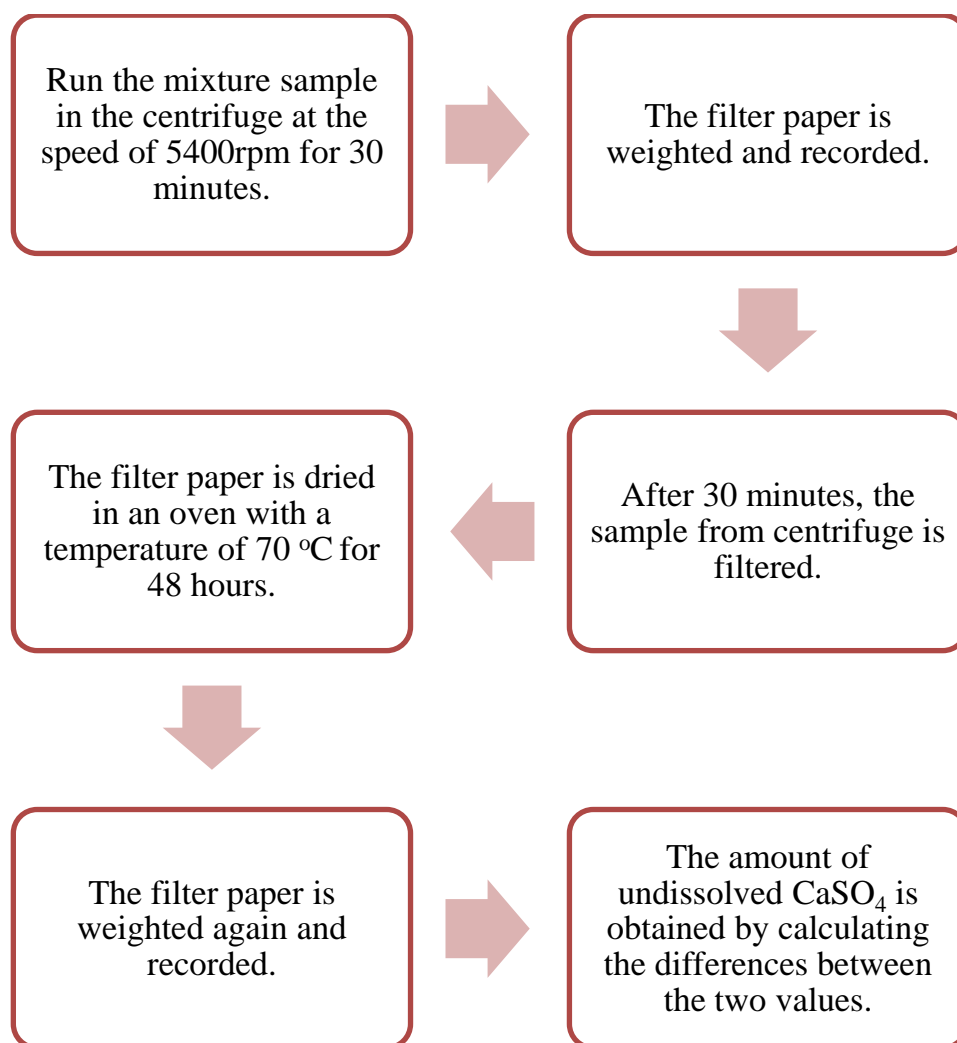 Run the mixture sample
in the centrifuge at the
speed of 5400rpm for 30
minutes.
The filter paper is
weighted and recorded.
After 30 minutes, the
sample from centrifuge is
filtered.
The filter paper is dried
in an oven with a
temperature of 70 ºC for
48 hours.
The filter paper is
weighted again and
recorded.
The amount of
undissolved CaSO₄ is
obtained by calculating
the differences between
the two values.